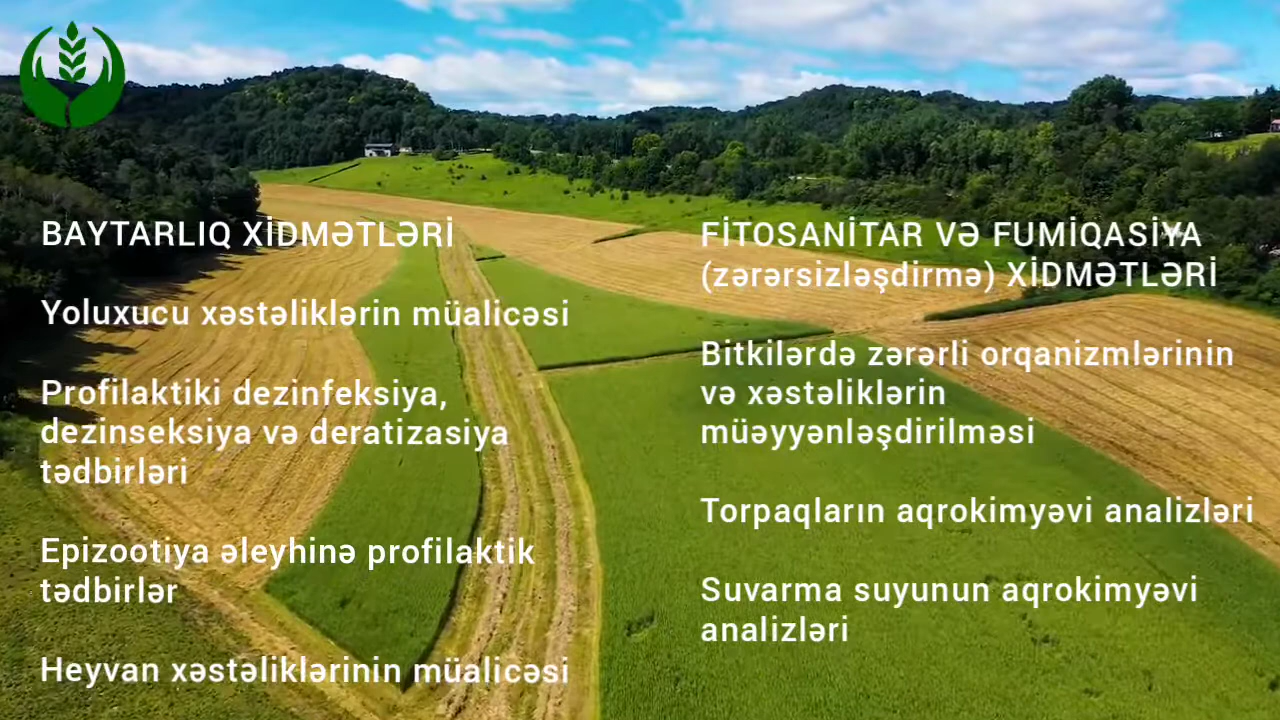 BAYTARLIQ XİDMƏTLƏRİ
Yoluxucu xəstəliklərin müalicəsi
Profilaktiki dezinfeksiya,
dezinseksiya və deratizasiya
tədbirləri
Epizootiya əleyhinə profilaktik
tədbirlər
Heyvan xəstəliklərinin müalicəsi
FİTOSANİTAR VƏ FUMİQASİYA
(zərərsizləşdirmə) XİDMƏTLƏRİ
Bitkilərdə zərərli orqanizmlərinin
və xəstəliklərin
müəyyənləşdirilməsi
Torpaqların aqrokimyəvi analizləri
Suvarma suyunun aqrokimyəvi
analizləri